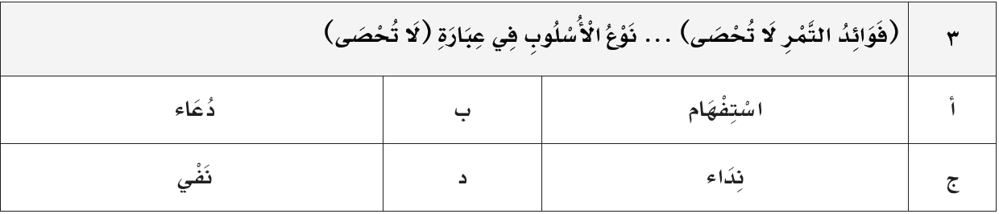 ٣ (فَوَائِدُ التَّمْرِ لَا تُحْصَى) ... نَوْعُ الْأُسْلُوبِ فِي عِبَارَةِ (لَا تُحْصَى)
أ اسْتِفْهَام ب دُعَاء
ج نِدَاء د نَفْي